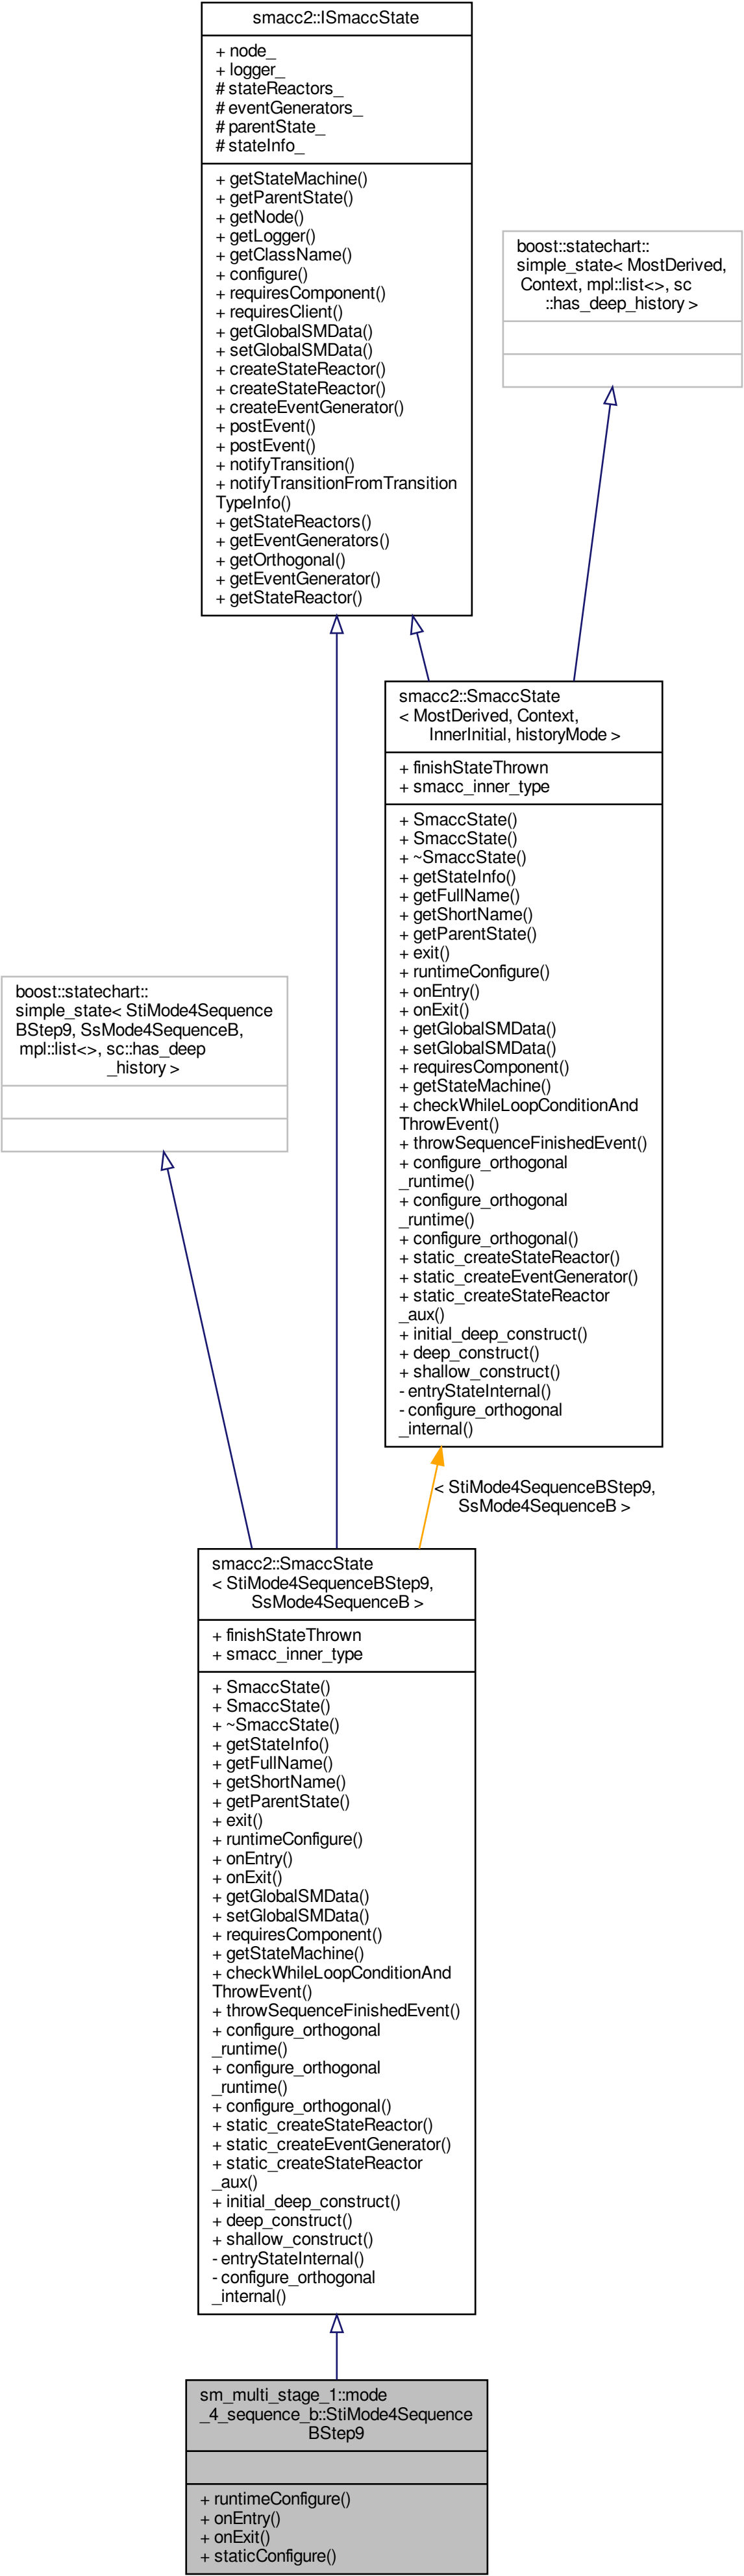 smacc2::ISmaccState
+ node_
+ logger_
# stateReactors_
# eventGenerators_
# parentState_
# stateInfo_
+ getStateMachine()
+ getParentState()
+ getNode()
+ getLogger()
+ getClassName()
+ configure()
+ requiresComponent()
+ requiresClient()
+ getGlobalSMData()
+ setGlobalSMData()
+ createStateReactor()
+ createStateReactor()
+ createEventGenerator()
+ postEvent()
+ postEvent()
+ notifyTransition()
+ notifyTransitionFromTransition
TypeInfo()
+ getStateReactors()
+ getEventGenerators()
+ getOrthogonal()
+ getEventGenerator()
+ getStateReactor()
boost::statechart::
simple_state< MostDerived,
Context, mpl::list<>, sc
::has_deep_history >
smacc2::SmaccState
< MostDerived, Context,
InnerInitial, historyMode >
+ finishStateThrown
+ smacc_inner_type
+ SmaccState()
+ SmaccState()
+ ~SmaccState()
+ getStateInfo()
+ getFullName()
+ getShortName()
+ getParentState()
+ exit()
+ runtimeConfigure()
+ onEntry()
+ onExit()
+ getGlobalSMData()
+ setGlobalSMData()
+ requiresComponent()
+ getStateMachine()
+ checkWhileLoopConditionAnd
ThrowEvent()
+ throwSequenceFinishedEvent()
+ configure_orthogonal
_runtime()
+ configure_orthogonal
_runtime()
+ configure_orthogonal()
+ static_createStateReactor()
+ static_createEventGenerator()
+ static_createStateReactor
_aux()
+ initial_deep_construct()
+ deep_construct()
+ shallow_construct()
- entryStateInternal()
- configure_orthogonal
_internal()
boost::statechart::
simple_state< StiMode4Sequence
BStep9, SsMode4SequenceB,
mpl::list<>, sc::has_deep
_history >
< StiMode4SequenceBStep9,
SsMode4SequenceB >
smacc2::SmaccState
< StiMode4SequenceBStep9,
SsMode4SequenceB >
+ finishStateThrown
+ smacc_inner_type
+ SmaccState()
+ SmaccState()
+ ~SmaccState()
+ getStateInfo()
+ getFullName()
+ getShortName()
+ getParentState()
+ exit()
+ runtimeConfigure()
+ onEntry()
+ onExit()
+ getGlobalSMData()
+ setGlobalSMData()
+ requiresComponent()
+ getStateMachine()
+ checkWhileLoopConditionAnd
ThrowEvent()
+ throwSequenceFinishedEvent()
+ configure_orthogonal
_runtime()
+ configure_orthogonal
_runtime()
+ configure_orthogonal()
+ static_createStateReactor()
+ static_createEventGenerator()
+ static_createStateReactor
_aux()
+ initial_deep_construct()
+ deep_construct()
+ shallow_construct()
- entryStateInternal()
- configure_orthogonal
_internal()
sm_multi_stage_1::mode
_4_sequence_b::StiMode4Sequence
BStep9
+ runtimeConfigure()
+ onEntry()
+ onExit()
+ staticConfigure()